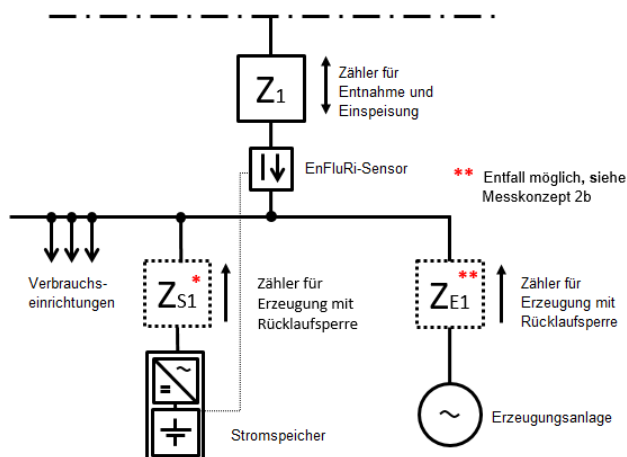 Z1
Zähler für
Entnahme und
Einspeisung
EnFluRi-Sensor
** Entfall möglich, siehe
Messkonzept 2b
Verbrauchs-
einrichtungen
ZS1*
Zähler für
Erzeugung mit
Rücklaufsperre
ZE1**
Zähler für
Erzeugung mit
Rücklaufsperre
Stromspeicher
Erzeugungsanlage